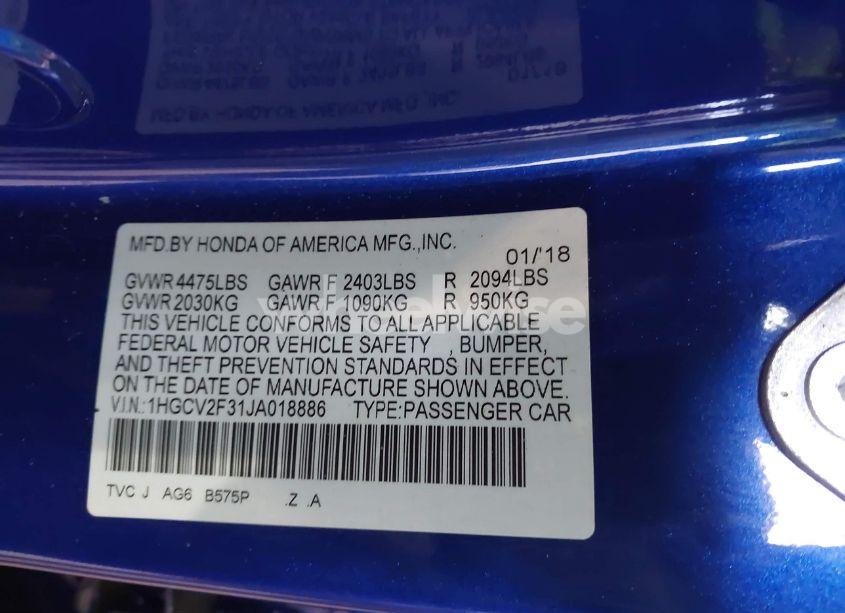 MFD.BY HONDA OF AMERICA MFG.,INC.
01/'18
GVWR 4475LBS GAWR F 2403LBS R 2094LBS
GVWR 2030KG GAWR F 1090KG R 950KG
THIS VEHICLE CONFORMS TO ALL APPLICABLE
FEDERAL MOTOR VEHICLE SAFETY , BUMPER,
AND THEFT PREVENTION STANDARDS IN EFFECT
ON THE DATE OF MANUFACTURE SHOWN ABOVE.
V.I.N.:1HGCV2F31JA018886 TYPE:PASSENGER CAR
TVC J AG6 B575P .Z .A